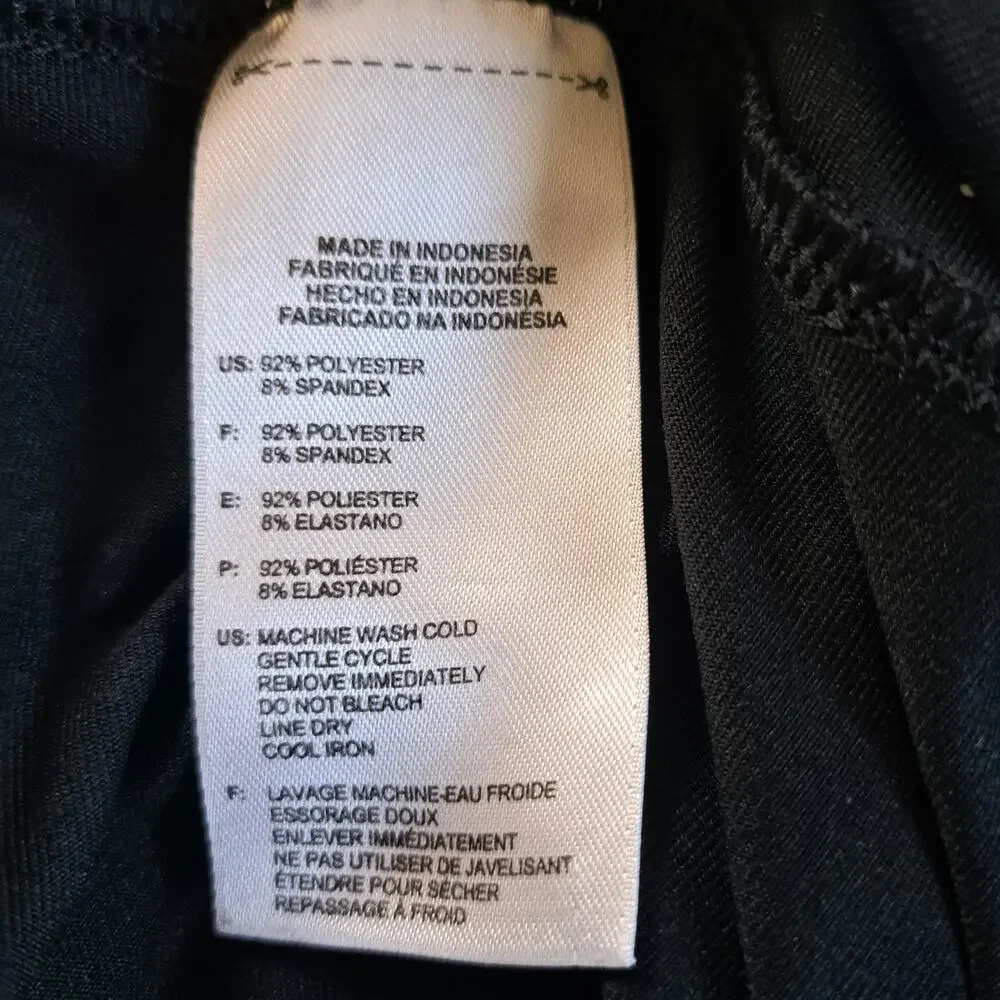 MADE IN INDONESIA
FABRIQUÉ EN INDONÉSIE
HECHO EN INDONESIA
FABRICADO NA INDONÉSIA
US: 92% POLYESTER
8% SPANDEX
F: 92% POLYESTER
8% SPANDEX
E: 92% POLIESTER
8% ELASTANO
P: 92% POLIÉSTER
8% ELASTANO
US: MACHINE WASH COLD
GENTLE CYCLE
REMOVE IMMEDIATELY
DO NOT BLEACH
LINE DRY
COOL IRON
F: LAVAGE MACHINE-EAU FROIDE
ESSORAGE DOUX
ENLEVER IMMÉDIATEMENT
NE PAS UTILISER DE JAVELISANT
ÉTENDRE POUR SÉCHER
REPASSAGE À FROID